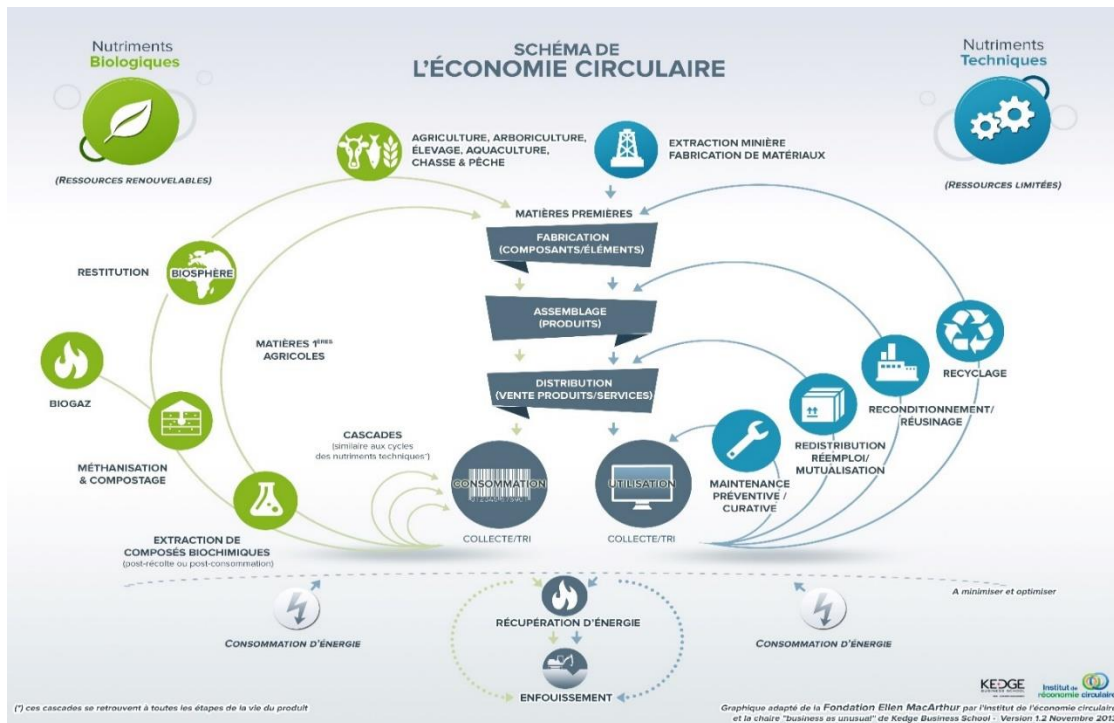 SCHÉMA DE
L'ÉCONOMIE CIRCULAIRE
Nutriments
Biologiques
(RESSOURCES RENOUVELABLES)
Nutriments
Techniques
(RESSOURCES LIMITÉES)
AGRICULTURE, ARBORICULTURE,
ÉLEVAGE, AQUACULTURE,
CHASSE & PÊCHE
EXTRACTION MINIÈRE
FABRICATION DE MATÉRIAUX
MATIÈRES PREMIÈRES
FABRICATION
(COMPOSANTS/ÉLÉMENTS)
ASSEMBLAGE
(PRODUITS)
DISTRIBUTION
(VENTE PRODUITS/SERVICES)
RESTITUTION
BIOSPHÈRE
MATIÈRES 1ÈRES
AGRICOLES
BIOGAZ
MÉTHANISATION
& COMPOSTAGE
EXTRACTION DE
COMPOSÉS BIOCHIMIQUES
(post-récolte ou post-consommation)
CASCADES
(similaire aux cycles
des nutriments techniques*)
CONSOMMATION
COLLECTE/TRI
UTILISATION
COLLECTE/TRI
MAINTENANCE
PRÉVENTIVE /
CURATIVE
REDISTRIBUTION
RÉEMPLOI/
MUTUALISATION
RECONDITIONNEMENT/
RÉUSINAGE
RECYCLAGE
A minimiser et optimiser
CONSOMMATION D'ÉNERGIE
RÉCUPÉRATION D'ÉNERGIE
CONSOMMATION D'ÉNERGIE
ENFOUISSEMENT
KEDGE
BUSINESS SCHOOL
Institut de
l'économie circulaire
(*) ces cascades se retrouvent à toutes les étapes de la vie du produit
Graphique adapté de la Fondation Ellen MacArthur par l'institut de l'économie circulaire
et la chaire "business as unusual" de Kedge Business School - Version 1.2 Novembre